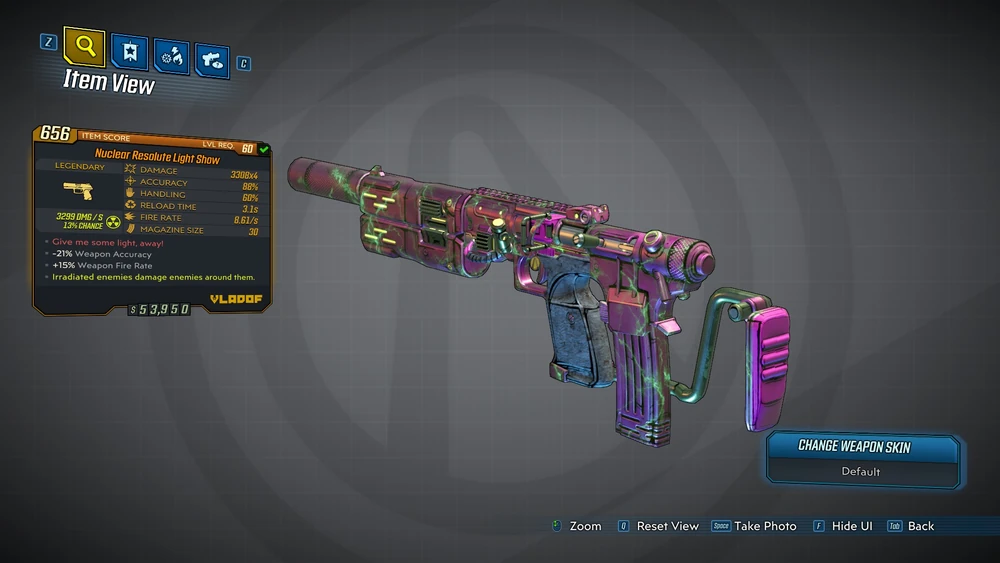 Z
C
Item View
656 ITEM SCORE LVL REQ. 60
Nuclear Resolute Light Show
LEGENDARY
DAMAGE 3308x4
ACCURACY 88%
HANDLING 60%
RELOAD TIME 3.1s
FIRE RATE 8.61/s
MAGAZINE SIZE 30
3299 DMG / S
13% CHANCE
• Give me some light, away!
• -21% Weapon Accuracy
• +15% Weapon Fire Rate
• Irradiated enemies damage enemies around them.
VLADOF
$ 53,950
CHANGE WEAPON SKIN
Default
Zoom Q Reset View Space Take Photo F Hide UI Tab Back